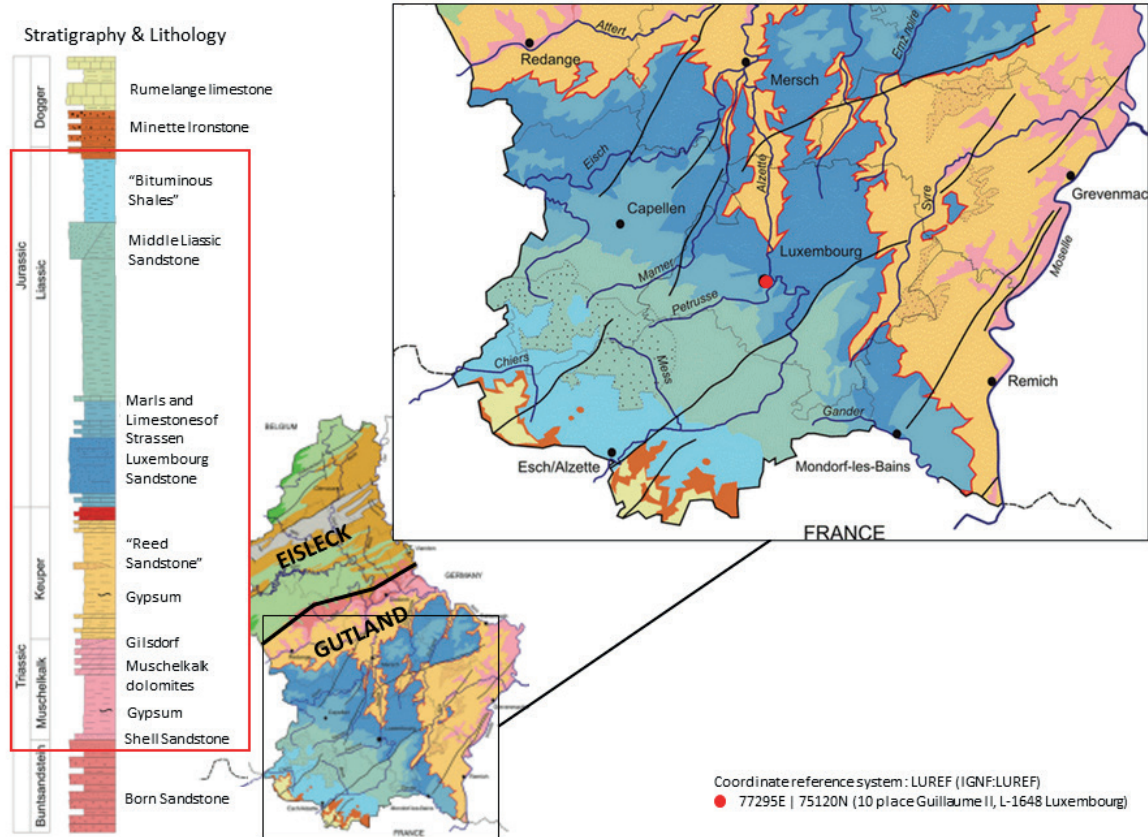 Stratigraphy & Lithology
Dogger
Jurassic
Liassic
Triassic
Keuper
Muschelkalk
Buntsandstein
Rumelange limestone
Minette Ironstone
"Bituminous
Shales"
Middle Liassic
Sandstone
Marls and
Limestonesof
Strassen
Luxembourg
Sandstone
"Reed
Sandstone"
Gypsum
Gilsdorf
Muschelkalk
dolomites
Gypsum
Shell Sandstone
Born Sandstone
Attert
Redange
Mersch
Ernz noire
Eisch
Alzette
Syre
Grevenmac
Capellen
Luxembourg
Moselle
Mamer
Petrusse
Chiers
Mess
Remich
Gander
Esch/Alzette
Mondorf-les-Bains
FRANCE
BELGIUM
EISLECK
GERMANY
GUTLAND
FRANCE
Coordinate reference system : LUREF (IGNF:LUREF)
77295E | 75120N (10 place Guillaume II, L-1648 Luxembourg)